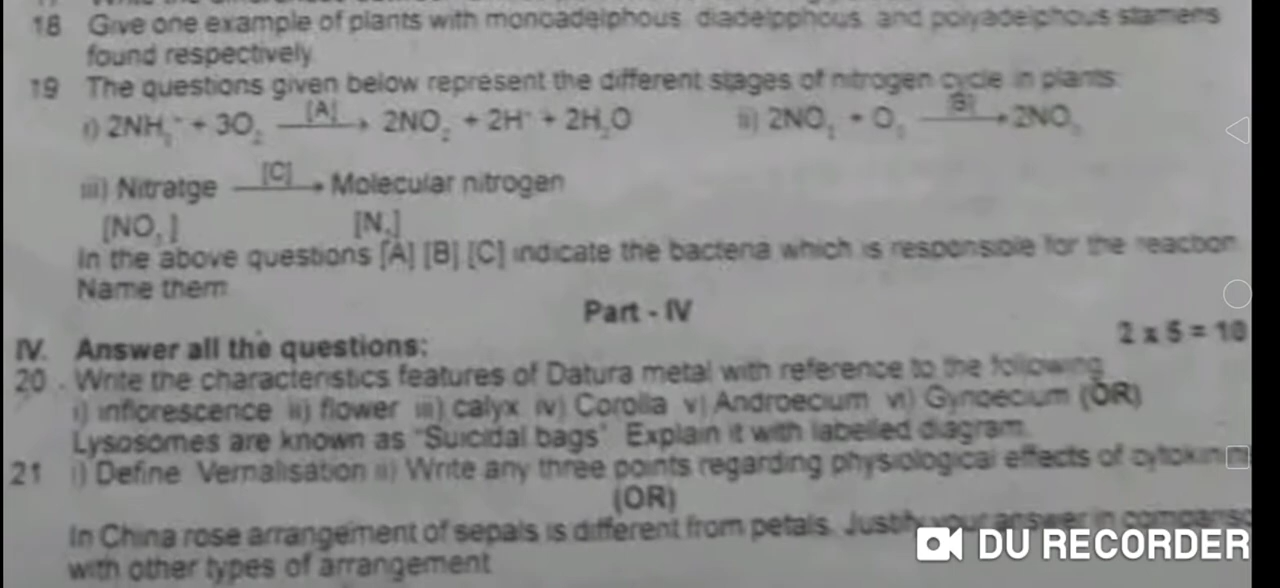 18 Give one example of plants with monoadelphous, diadelpphous and polyadelphous stamens
found respectively
19 The questions given below represent the different stages of nitrogen cycle in plants
i) 2NH₃⁺ + 3O₂ —[A]→ 2NO₂ + 2H⁺ + 2H₂O ii) 2NO₂ + O₂ —[B]→ 2NO₃
iii) Nitratge —[C]→ Molecular nitrogen
[NO₃] [N₂]
In the above questions [A] [B] [C] indicate the bacteria which is responsible for the reaction
Name them
Part - IV
2 x 5 = 10
IV. Answer all the questions:
20 . Write the characteristics features of Datura metal with reference to the following
i) inflorescence ii) flower iii) calyx iv) Corolla v) Androecium vi) Gynoecium (OR)
Lysosomes are known as "Suicidal bags" Explain it with labelled diagram.
21 i) Define Vernalisation ii) Write any three points regarding physiological effects of
(OR)
In China rose arrangement of sepals is different from petals. Justify your answer in
with other types of arrangement
DU RECORDER